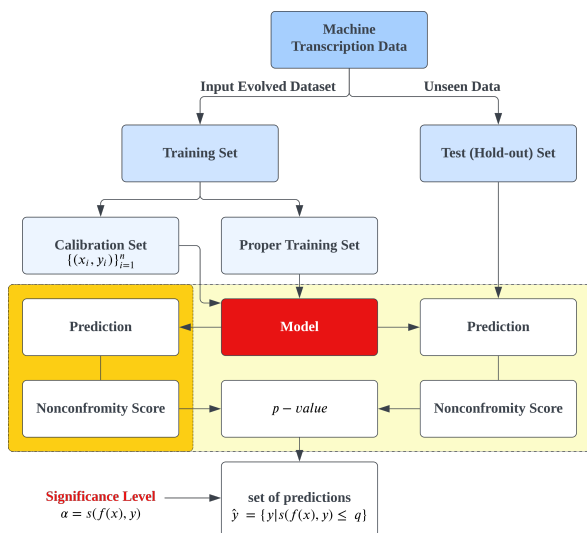 Machine
Transcription Data
Input Evolved Dataset
Unseen Data
Training Set
Test (Hold-out) Set
Calibration Set
{(xᵢ, yᵢ)}ⁿᵢ₌₁
Proper Training Set
Prediction
Model
Prediction
Nonconfromity Score
p − value
Nonconfromity Score
Significance Level
α = s(f(x), y)
set of predictions
ŷ = {y|s(f(x), y) ≤ q}